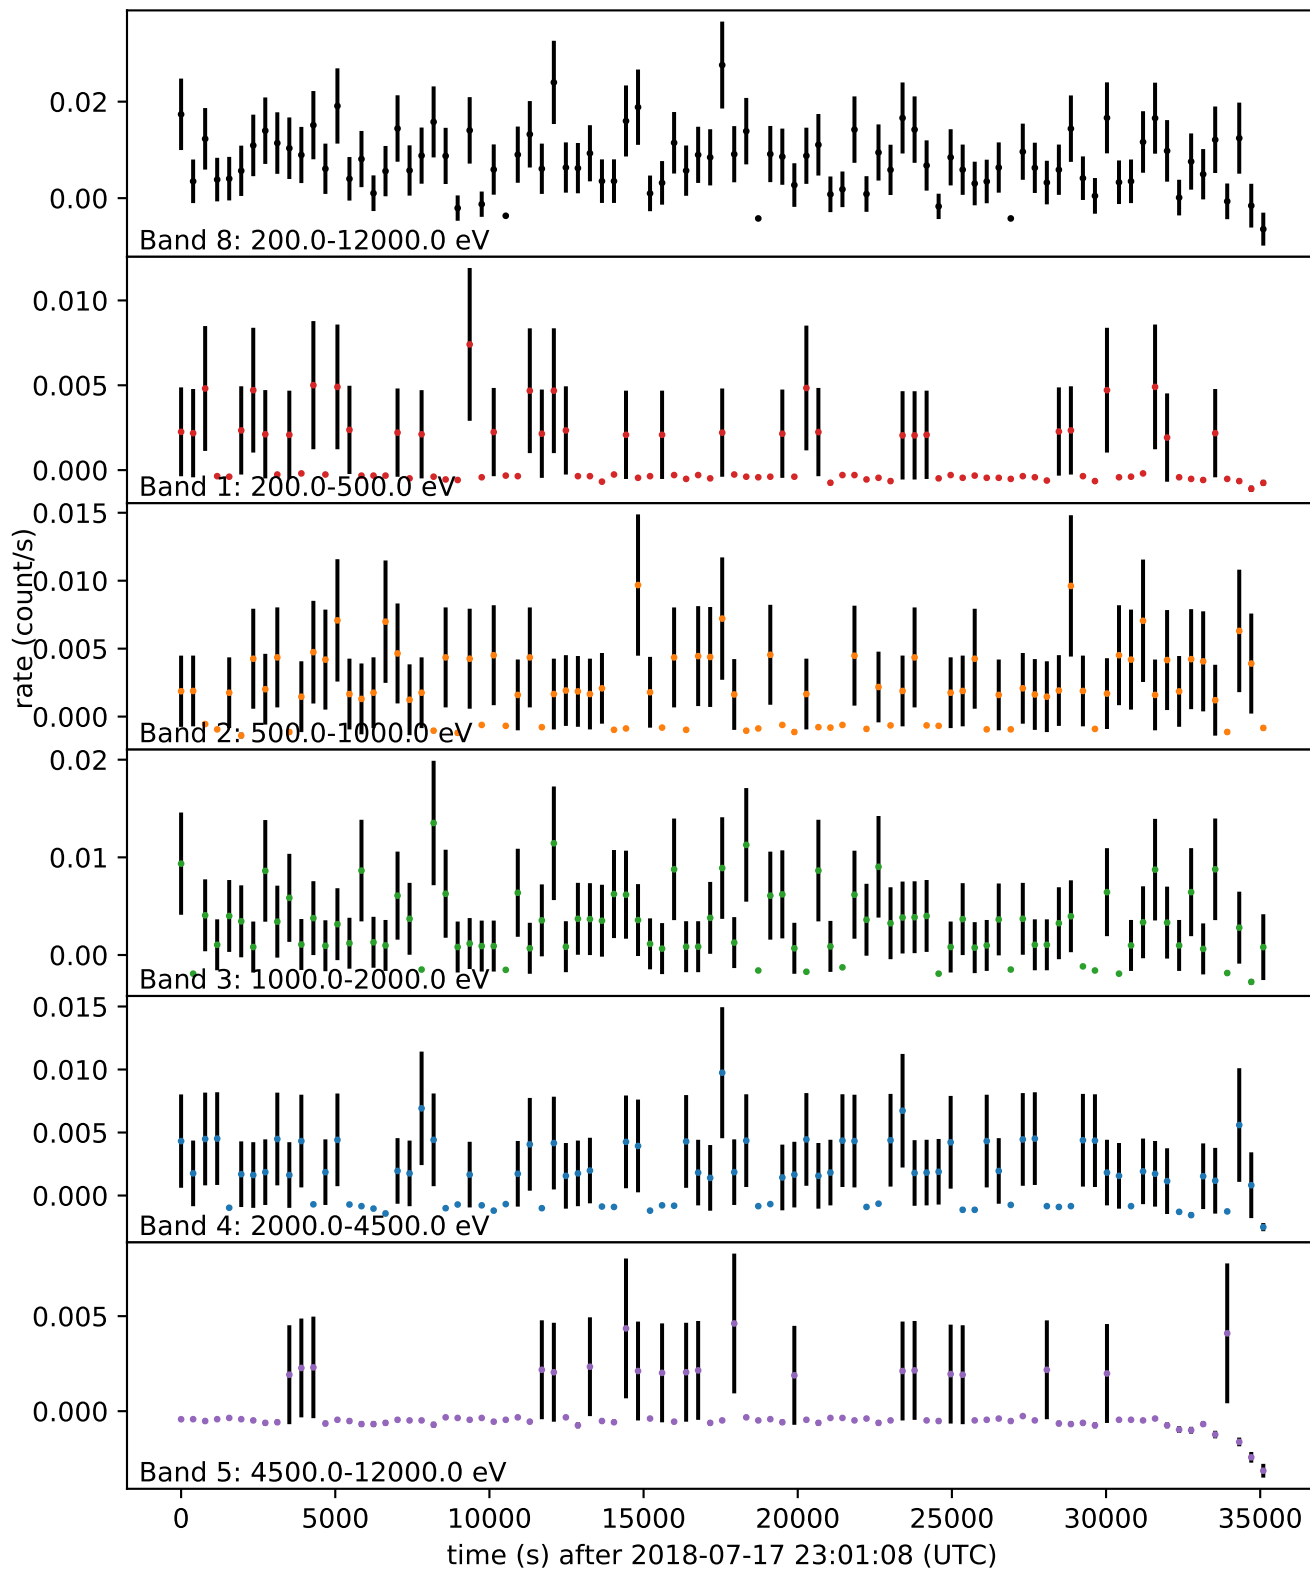 0.02
0.00
Band 8: 200.0-12000.0 eV
0.010
0.005
0.000
Band 1: 200.0-500.0 eV
rate (count/s)
0.015
0.010
0.005
0.000
Band 2: 500.0-1000.0 eV
0.02
0.01
0.00
Band 3: 1000.0-2000.0 eV
0.015
0.010
0.005
0.000
Band 4: 2000.0-4500.0 eV
0.005
0.000
Band 5: 4500.0-12000.0 eV
0 5000 10000 15000 20000 25000 30000 35000
time (s) after 2018-07-17 23:01:08 (UTC)